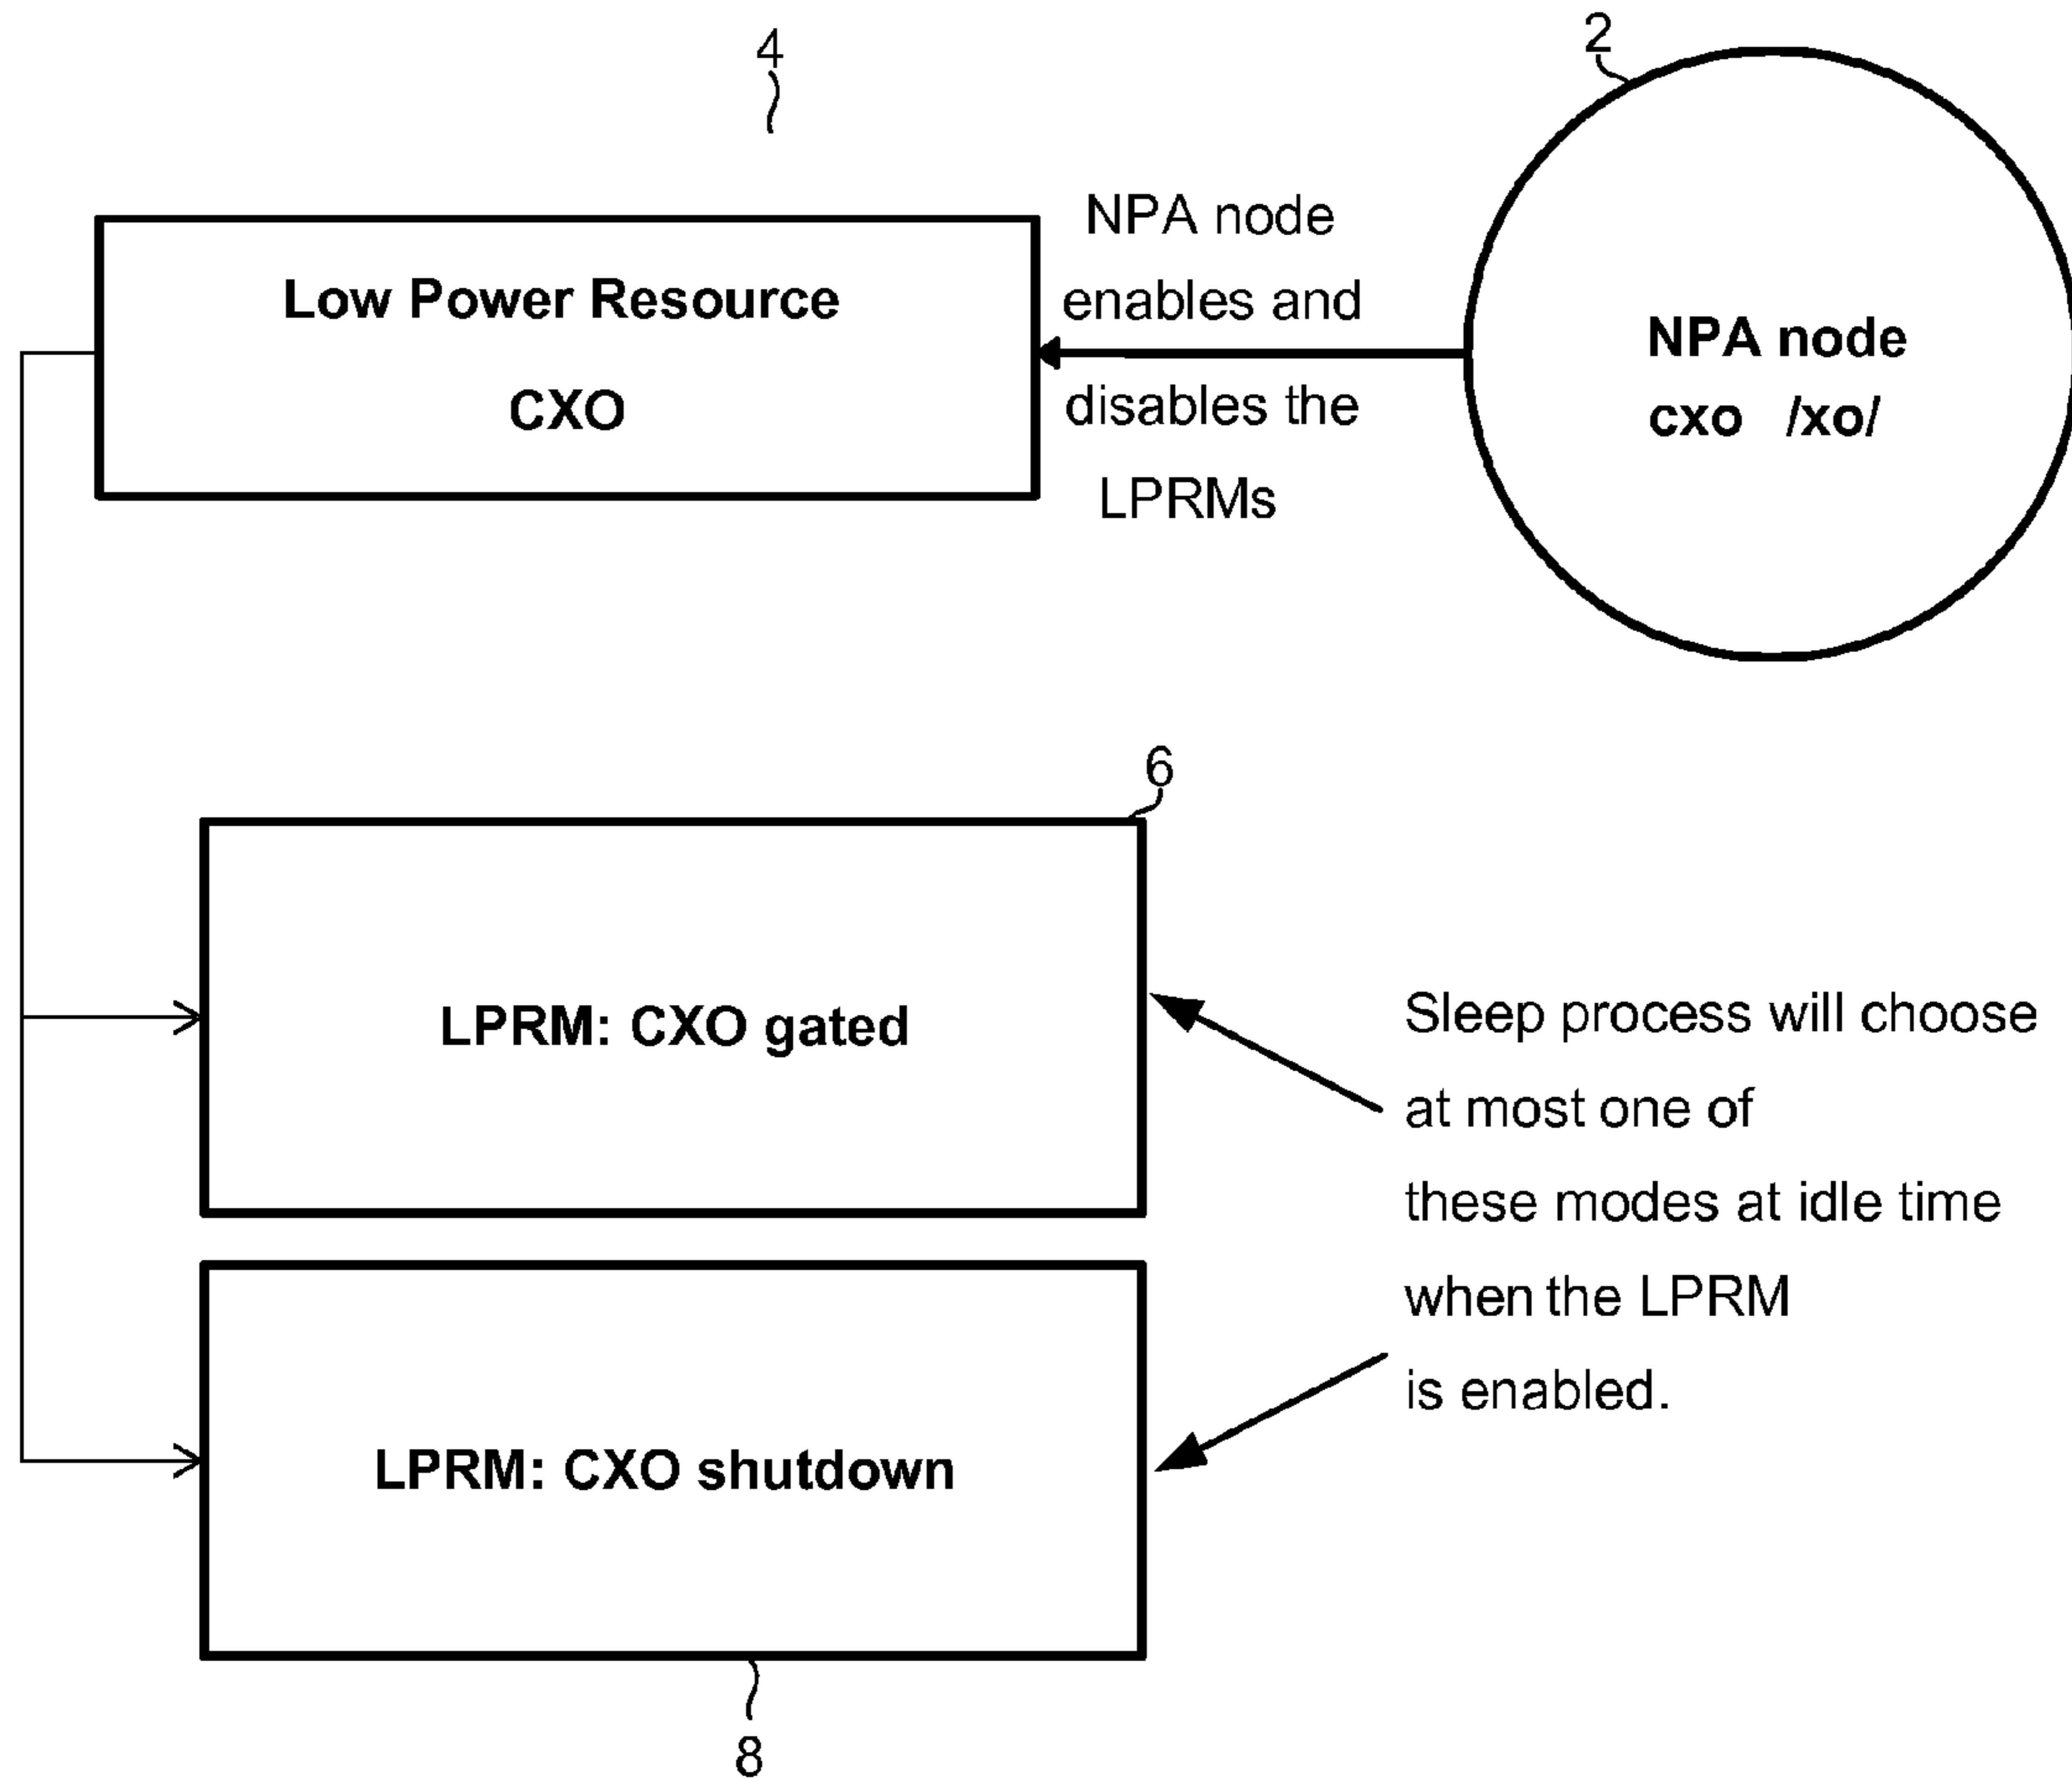 4
2
Low Power Resource
CXO
NPA node
enables and
disables the
LPRMs
NPA node
cxo /xo/
6
LPRM: CXO gated
Sleep process will choose
at most one of
these modes at idle time
when the LPRM
is enabled.
LPRM: CXO shutdown
8